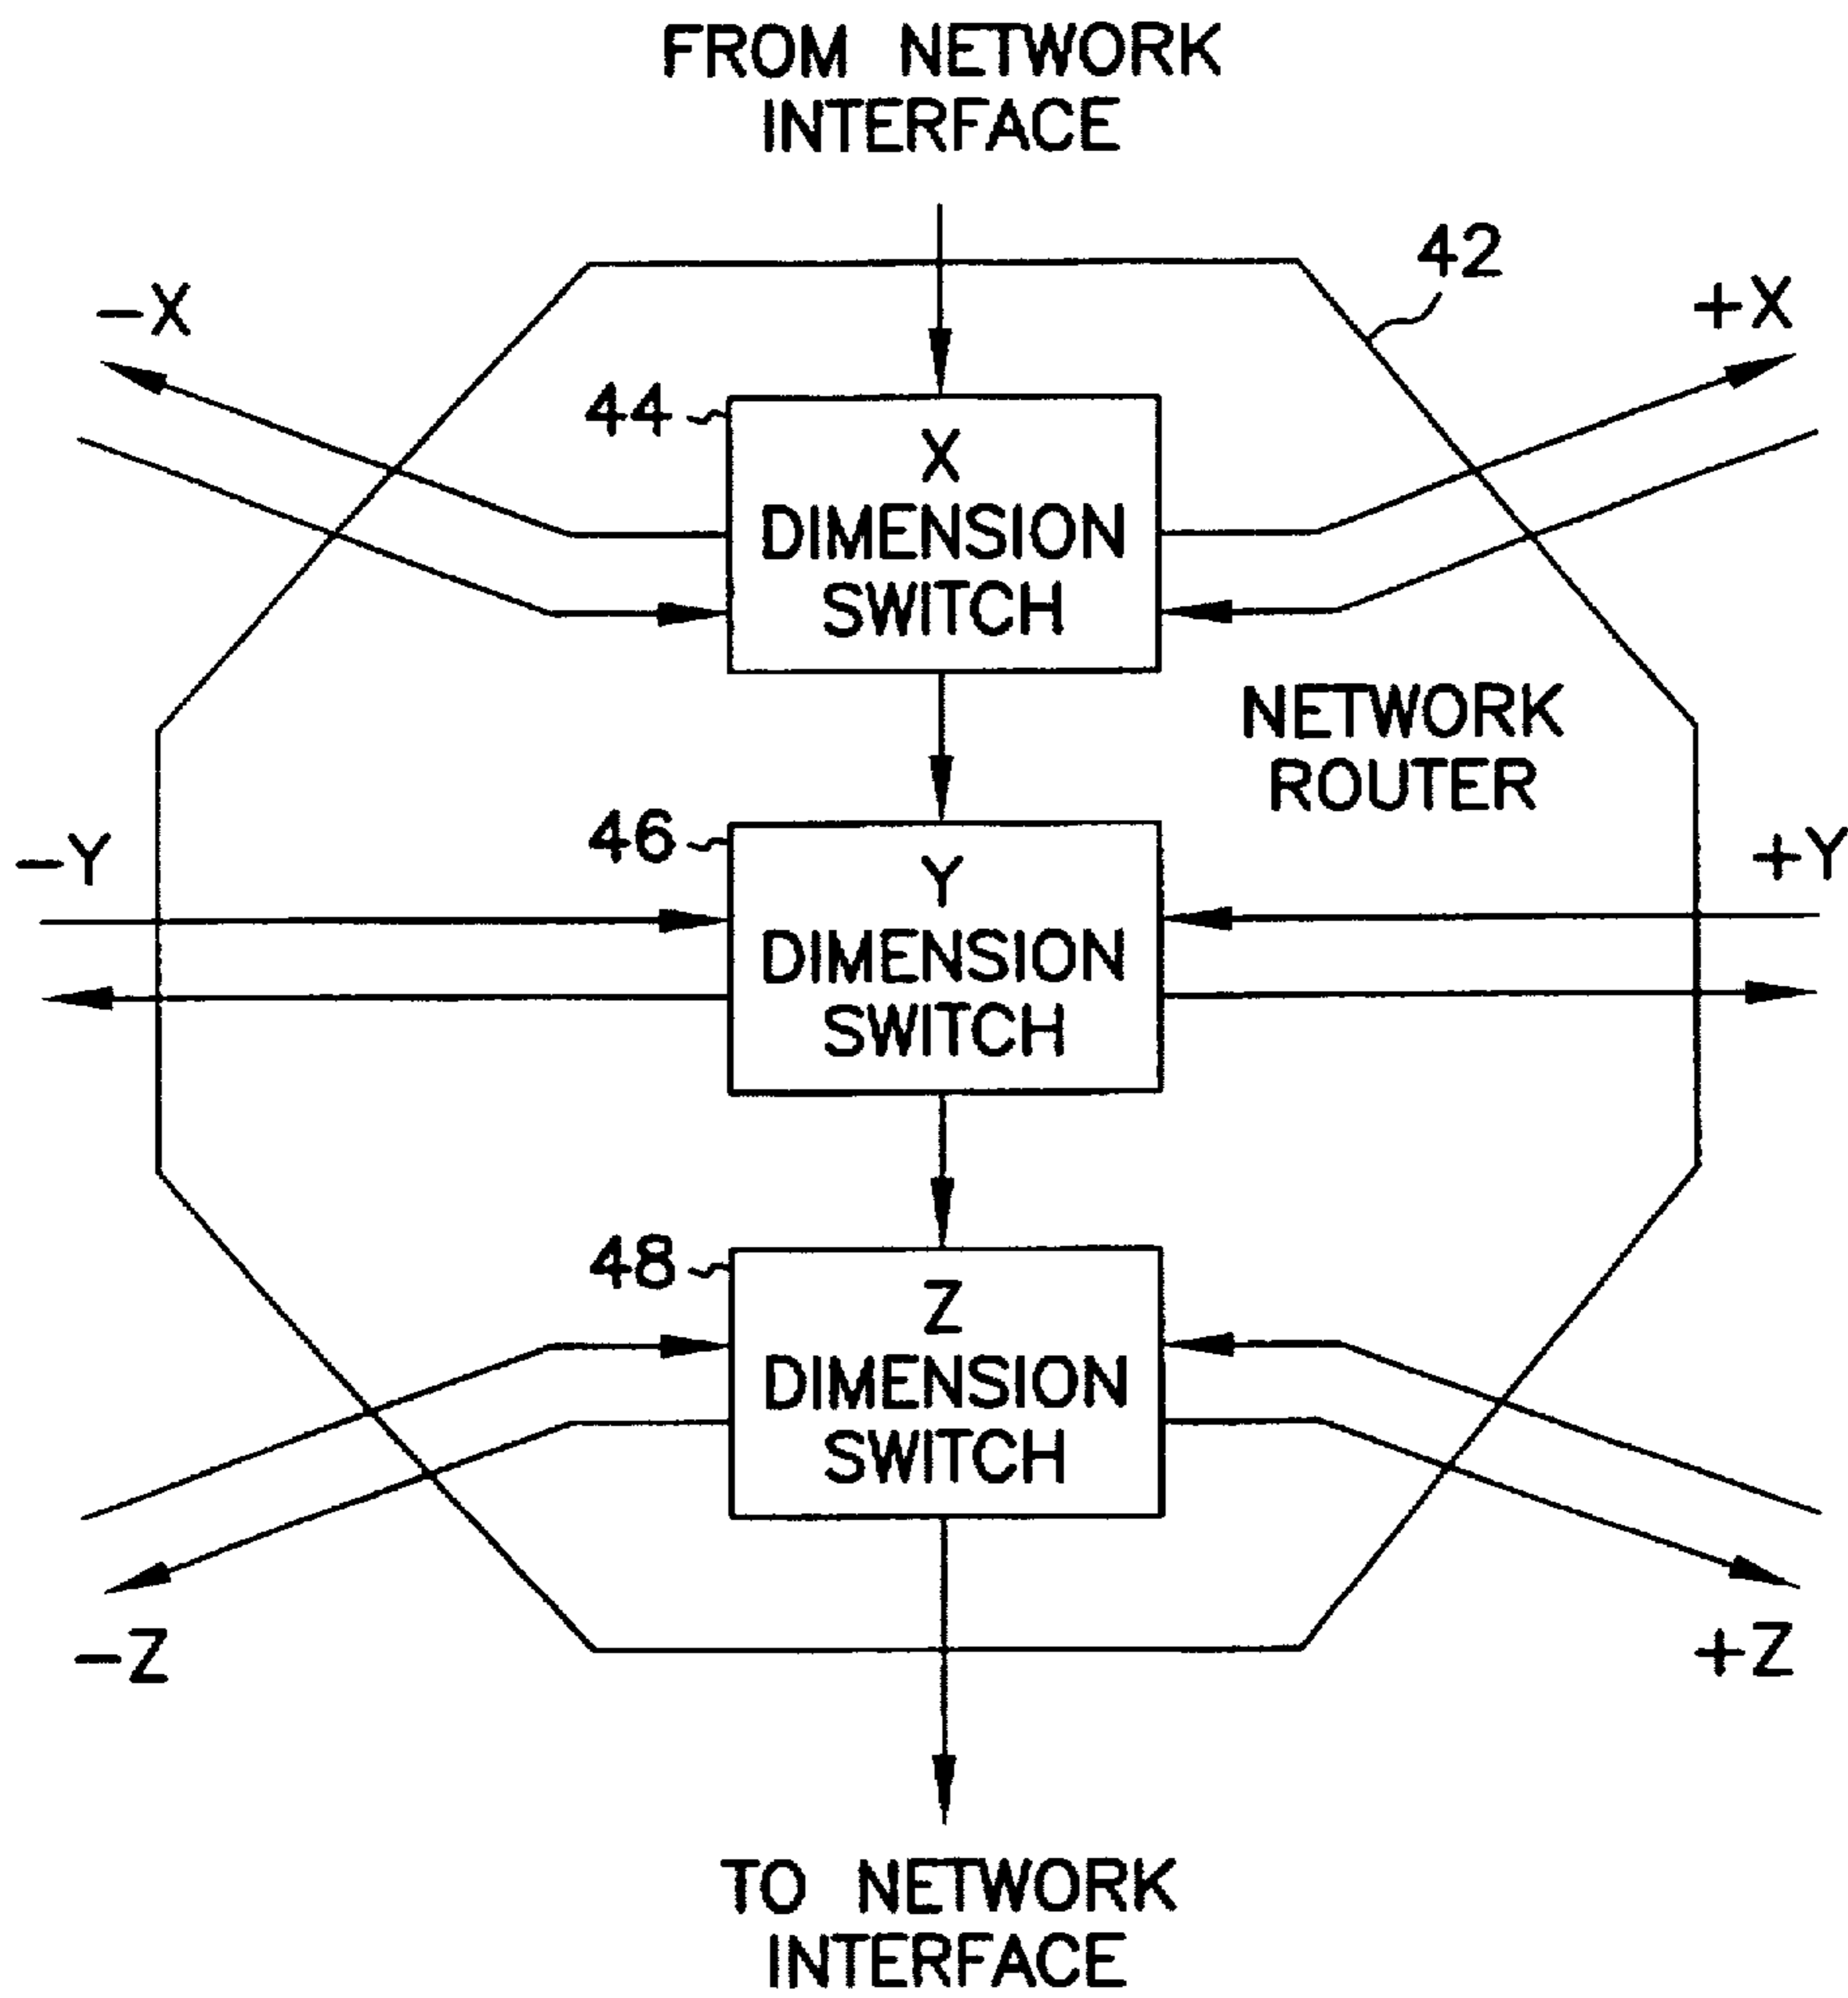 FROM NETWORK
INTERFACE
42
-X
+X
44
X
DIMENSION
SWITCH
NETWORK
ROUTER
46
-Y
+Y
Y
DIMENSION
SWITCH
48
Z
DIMENSION
SWITCH
-Z
+Z
TO NETWORK
INTERFACE